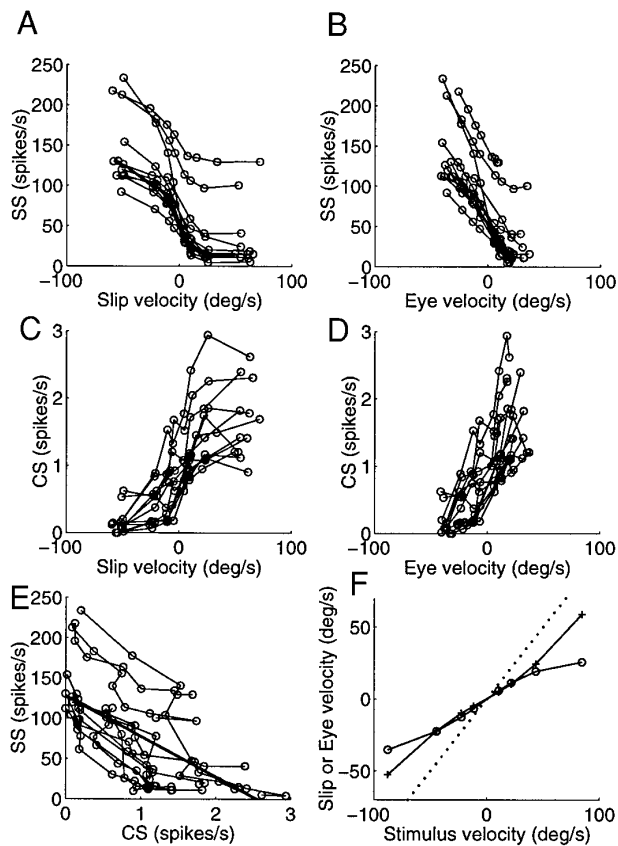 A
B
250
200
150
100
50
0
SS (spikes/s)
−100
0
100
Slip velocity (deg/s)
250
200
150
100
50
0
SS (spikes/s)
−100
0
100
Eye velocity (deg/s)
C
D
3
2
1
0
CS (spikes/s)
−100
0
100
Slip velocity (deg/s)
3
2
1
0
CS (spikes/s)
−100
0
100
Eye velocity (deg/s)
E
F
250
200
150
100
50
0
SS (spikes/s)
0
1
2
3
CS (spikes/s)
50
0
−50
Slip or Eye velocity (deg/s)
−100
0
100
Stimulus velocity (deg/s)